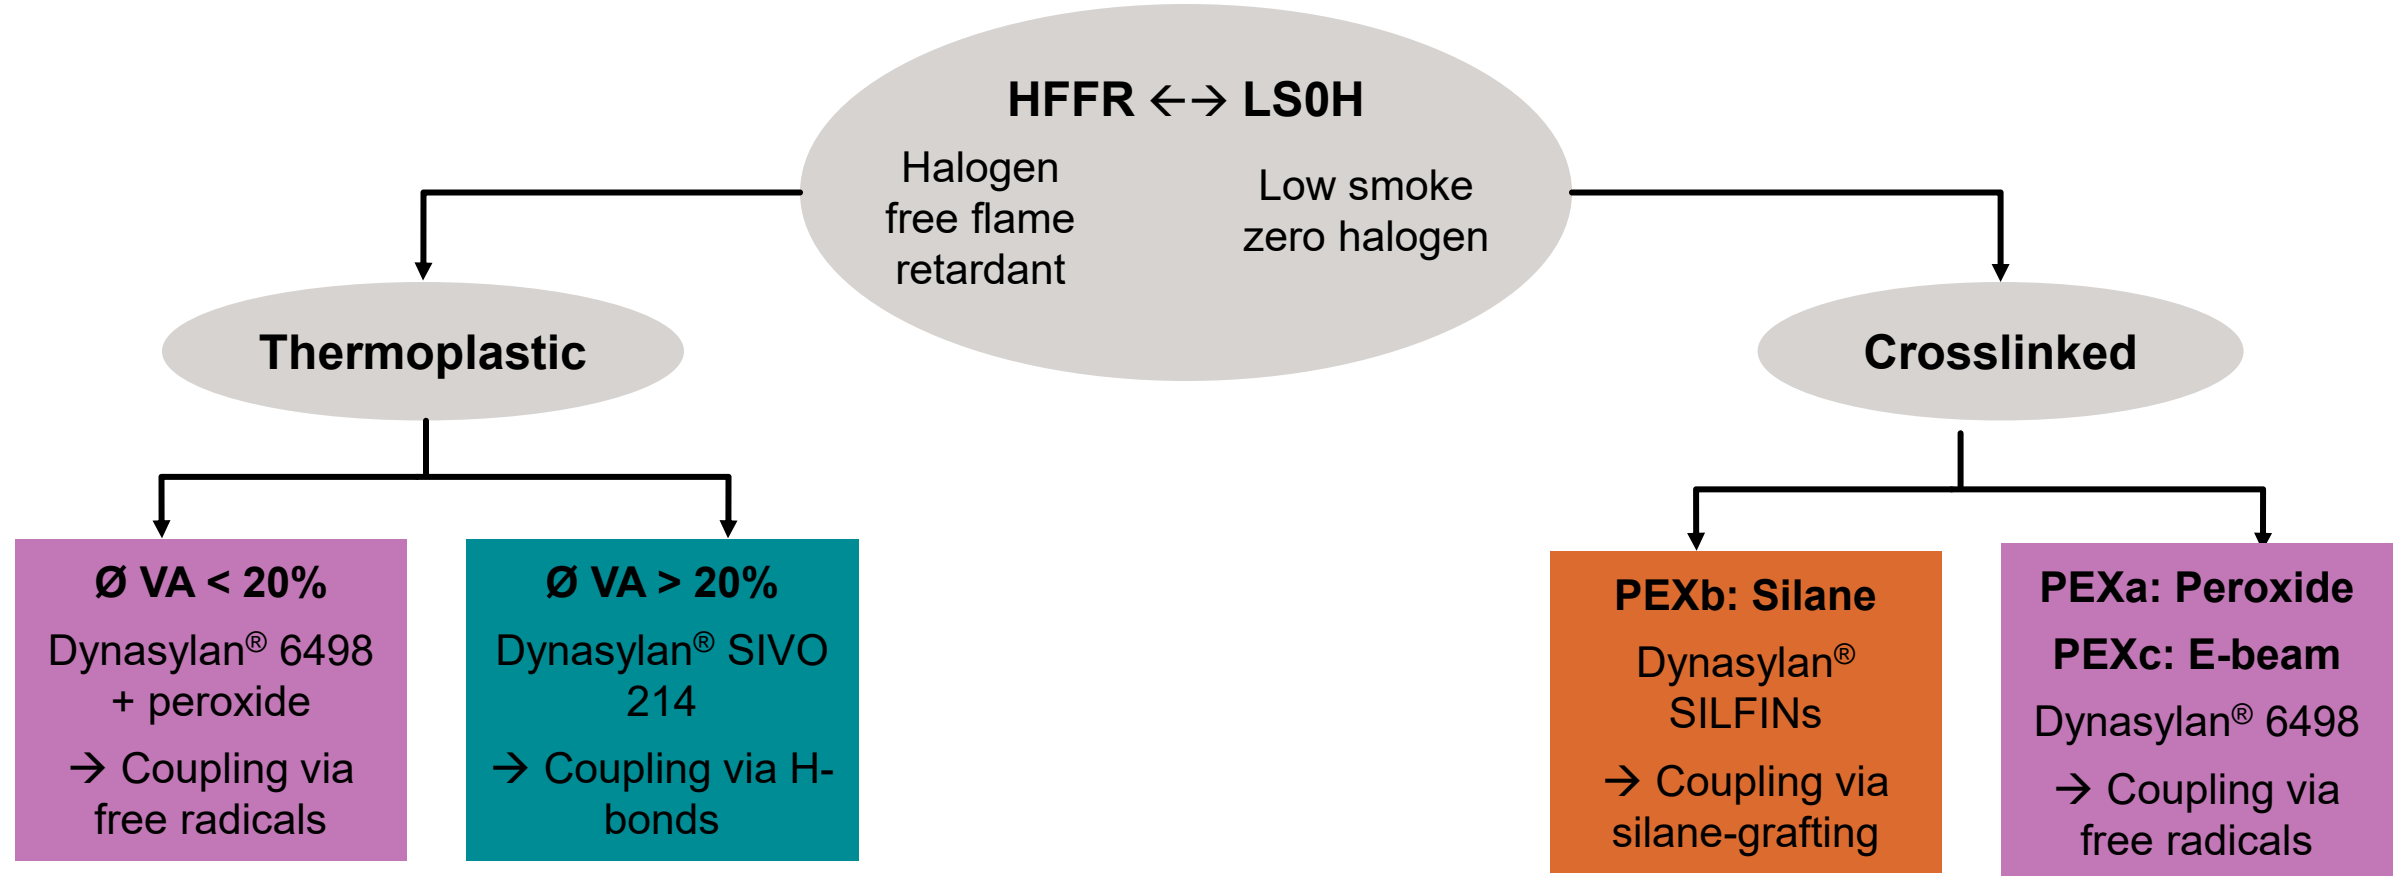 HFFR ←→ LS0H
Halogen
free flame
retardant
Low smoke
zero halogen
Thermoplastic
Crosslinked
Ø VA < 20%
Dynasylan® 6498
+ peroxide
→ Coupling via
free radicals
Ø VA > 20%
Dynasylan® SIVO
214
→ Coupling via H-
bonds
PEXb: Silane
Dynasylan®
SILFINs
→ Coupling via
silane-grafting
PEXa: Peroxide
PEXc: E-beam
Dynasylan® 6498
→ Coupling via
free radicals